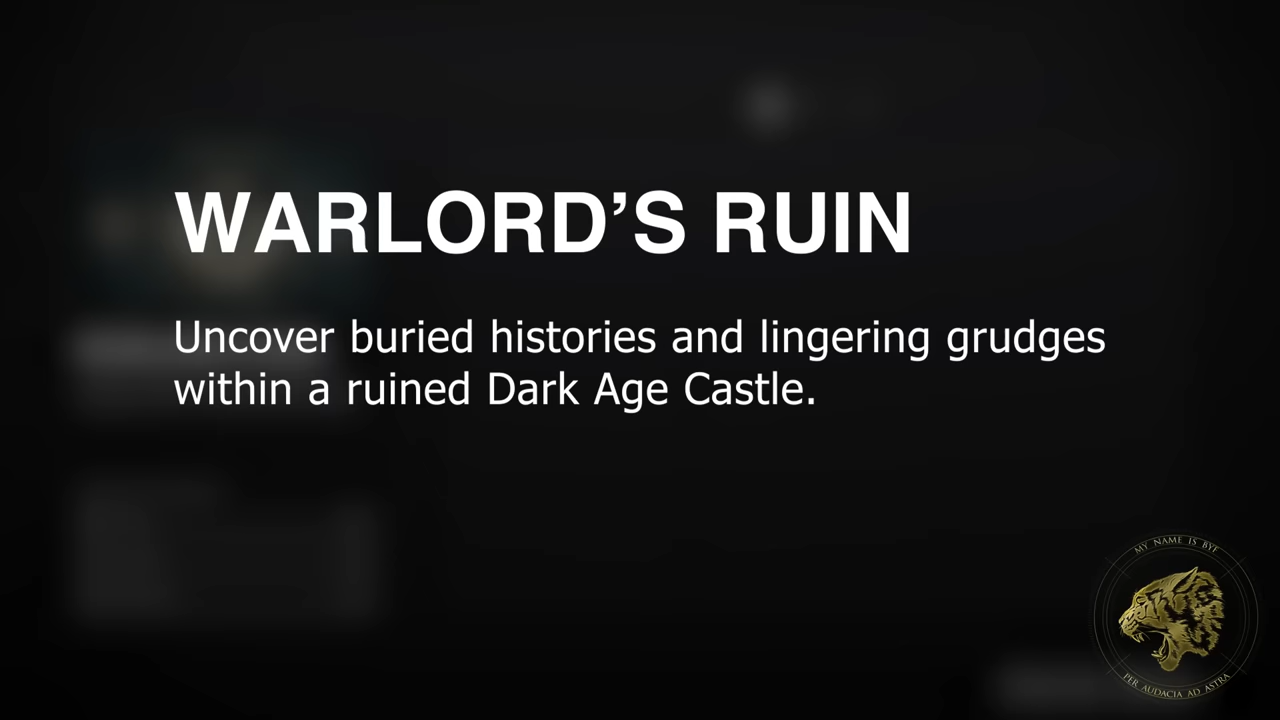 WARLORD’S RUIN
Uncover buried histories and lingering grudges
within a ruined Dark Age Castle.
MY NAME IS BYF
PER AUDACIA AD ASTRA